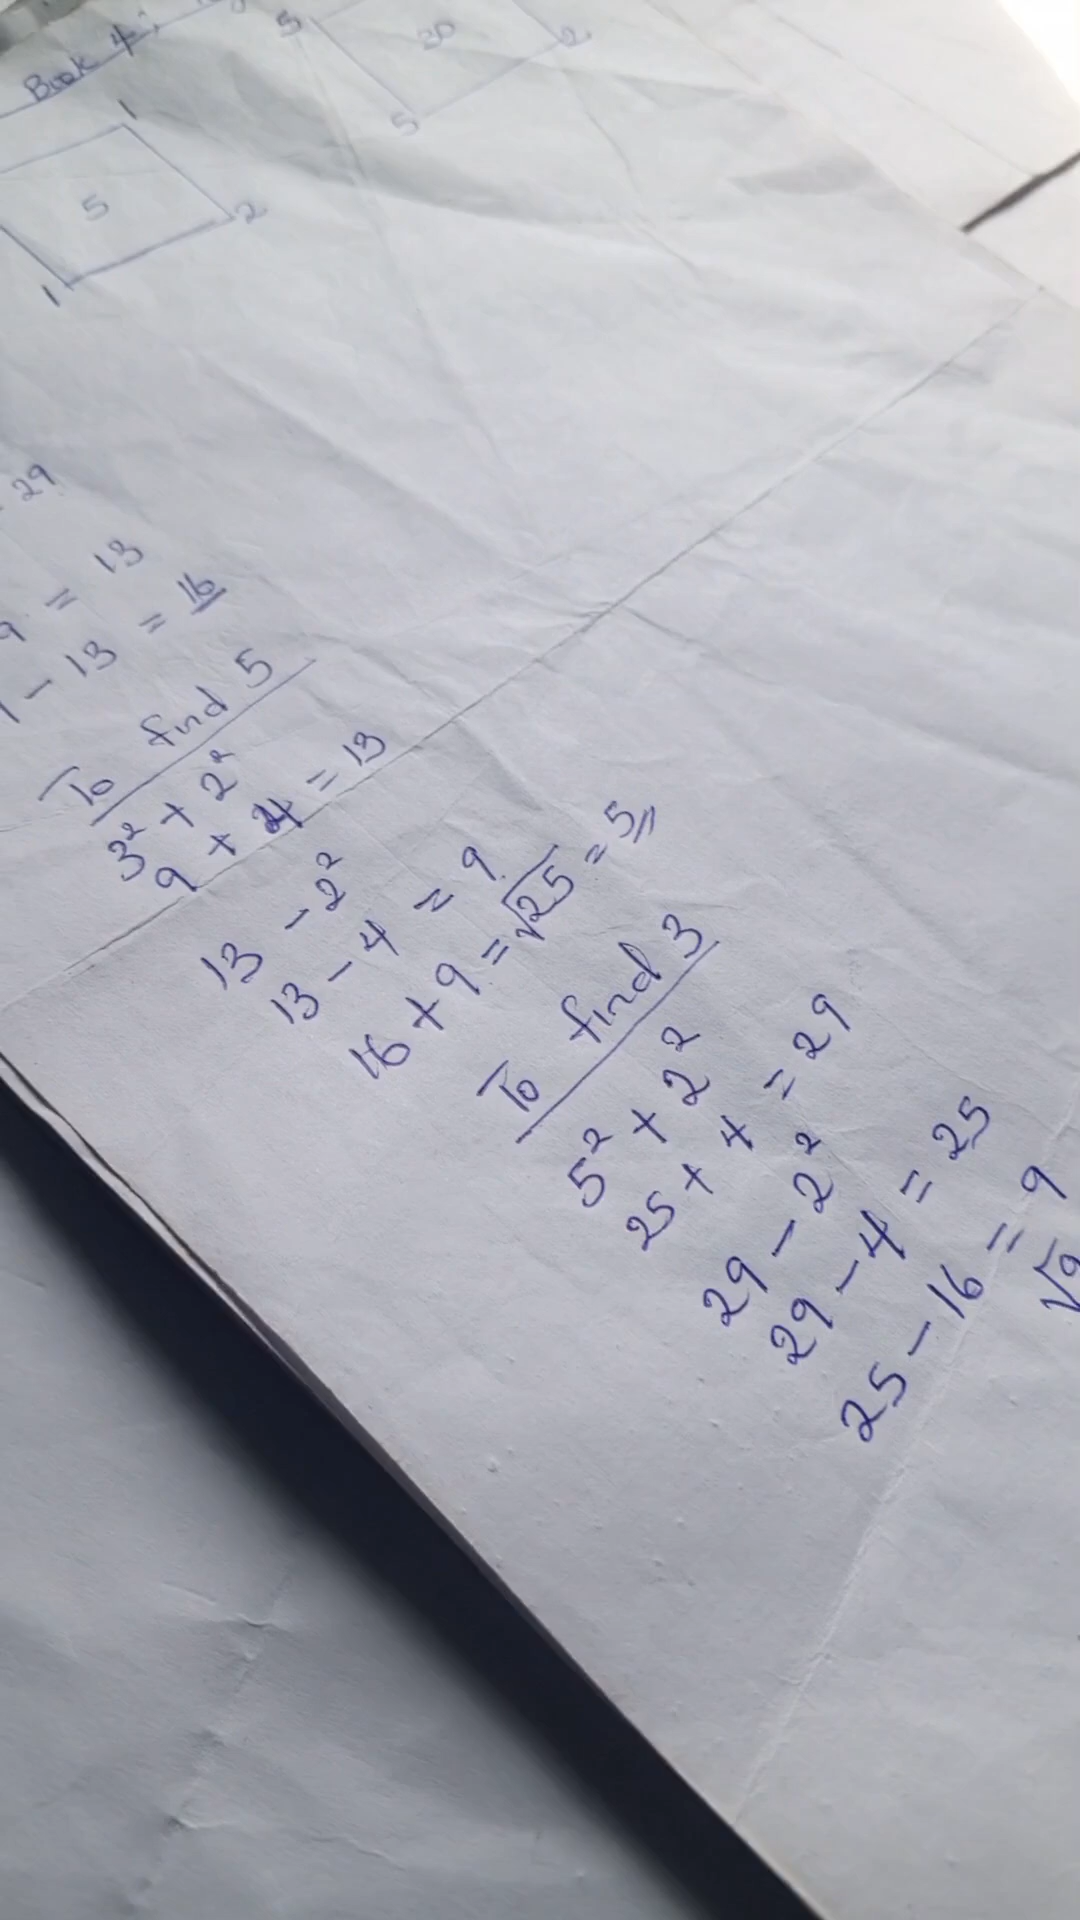 Book 4:
5
30
2
5
1
5
2
1
29
9 = 13
- 13 = 16
To find 5
3² + 2²
9 + 4 = 13
13 - 2²
13 - 4 = 9
16 + 9 = √25 = 5
To find 3
5² + 2²
25 + 4 = 29
29 - 2²
29 - 4 = 25
25 - 16 = 9
√9